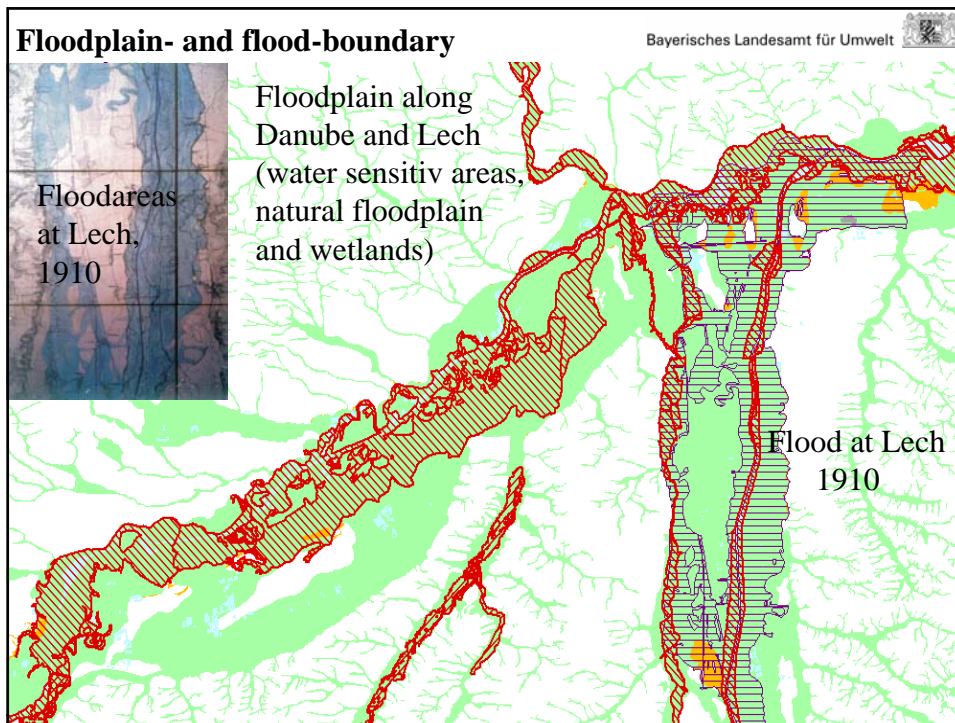 Floodplain- and flood-boundary
Bayerisches Landesamt für Umwelt
Floodplain along
Danube and Lech
(water sensitiv areas,
natural floodplain
and wetlands)
Floodareas
at Lech,
1910
Flood at Lech
1910